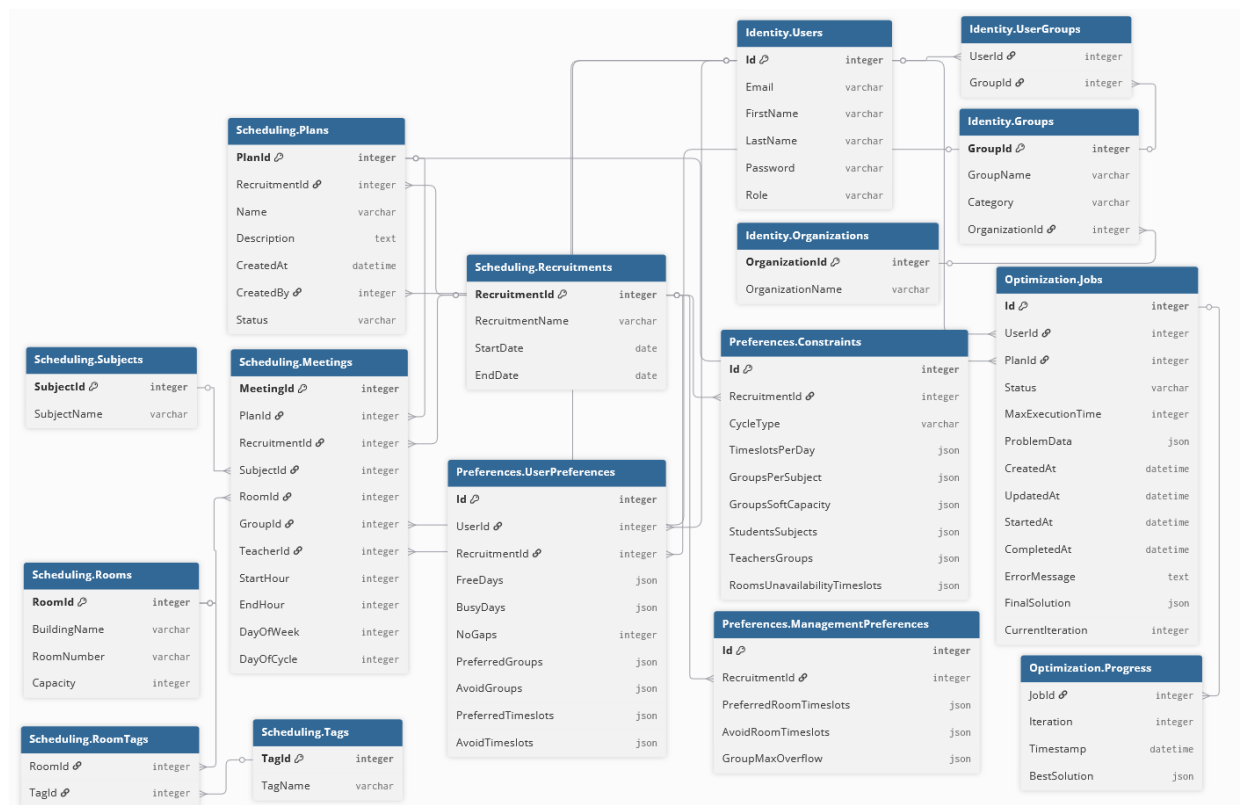 Identity.Users
Id integer
Email varchar
FirstName varchar
LastName varchar
Password varchar
Role varchar
Identity.UserGroups
UserId integer
GroupId integer
Identity.Groups
GroupId integer
GroupName varchar
Category varchar
OrganizationId integer
Identity.Organizations
OrganizationId integer
OrganizationName varchar
Scheduling.Plans
PlanId integer
RecruitmentId integer
Name varchar
Description text
CreatedAt datetime
CreatedBy integer
Status varchar
Scheduling.Recruitments
RecruitmentId integer
RecruitmentName varchar
StartDate date
EndDate date
Scheduling.Subjects
SubjectId integer
SubjectName varchar
Scheduling.Meetings
MeetingId integer
PlanId integer
RecruitmentId integer
SubjectId integer
RoomId integer
GroupId integer
TeacherId integer
StartHour integer
EndHour integer
DayOfWeek integer
DayOfCycle integer
Preferences.Constraints
Id integer
RecruitmentId integer
CycleType varchar
TimeslotsPerDay json
GroupsPerSubject json
GroupsSoftCapacity json
StudentsSubjects json
TeachersGroups json
RoomsUnavailabilityTimeslots json
Optimization.Jobs
Id integer
UserId integer
PlanId integer
Status varchar
MaxExecutionTime integer
ProblemData json
CreatedAt datetime
UpdatedAt datetime
StartedAt datetime
CompletedAt datetime
ErrorMessage text
FinalSolution json
CurrentIteration integer
Preferences.UserPreferences
Id integer
UserId integer
RecruitmentId integer
FreeDays json
BusyDays json
NoGaps integer
PreferredGroups json
AvoidGroups json
PreferredTimeslots json
AvoidTimeslots json
Scheduling.Rooms
RoomId integer
BuildingName varchar
RoomNumber varchar
Capacity integer
Preferences.ManagementPreferences
Id integer
RecruitmentId integer
PreferredRoomTimeslots json
AvoidRoomTimeslots json
GroupMaxOverflow json
Optimization.Progress
JobId integer
Iteration integer
Timestamp datetime
BestSolution json
Scheduling.RoomTags
RoomId integer
TagId integer
Scheduling.Tags
TagId integer
TagName varchar